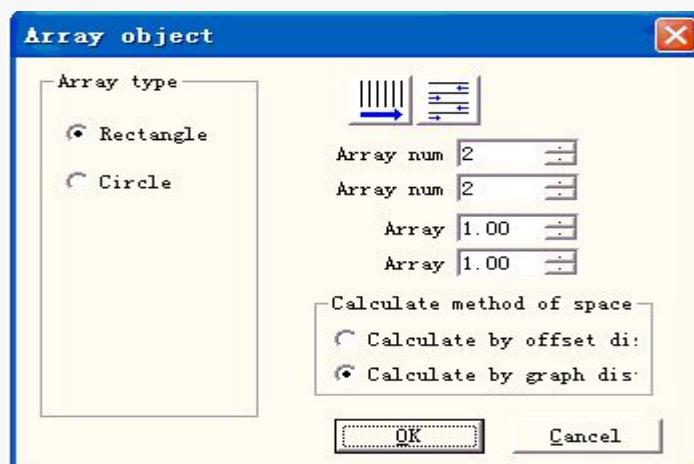 Array object
Array type
Rectangle
Circle
Array num 2
Array num 2
Array 1.00
Array 1.00
Calculate method of space
Calculate by offset di
Calculate by graph dis
OK
Cancel